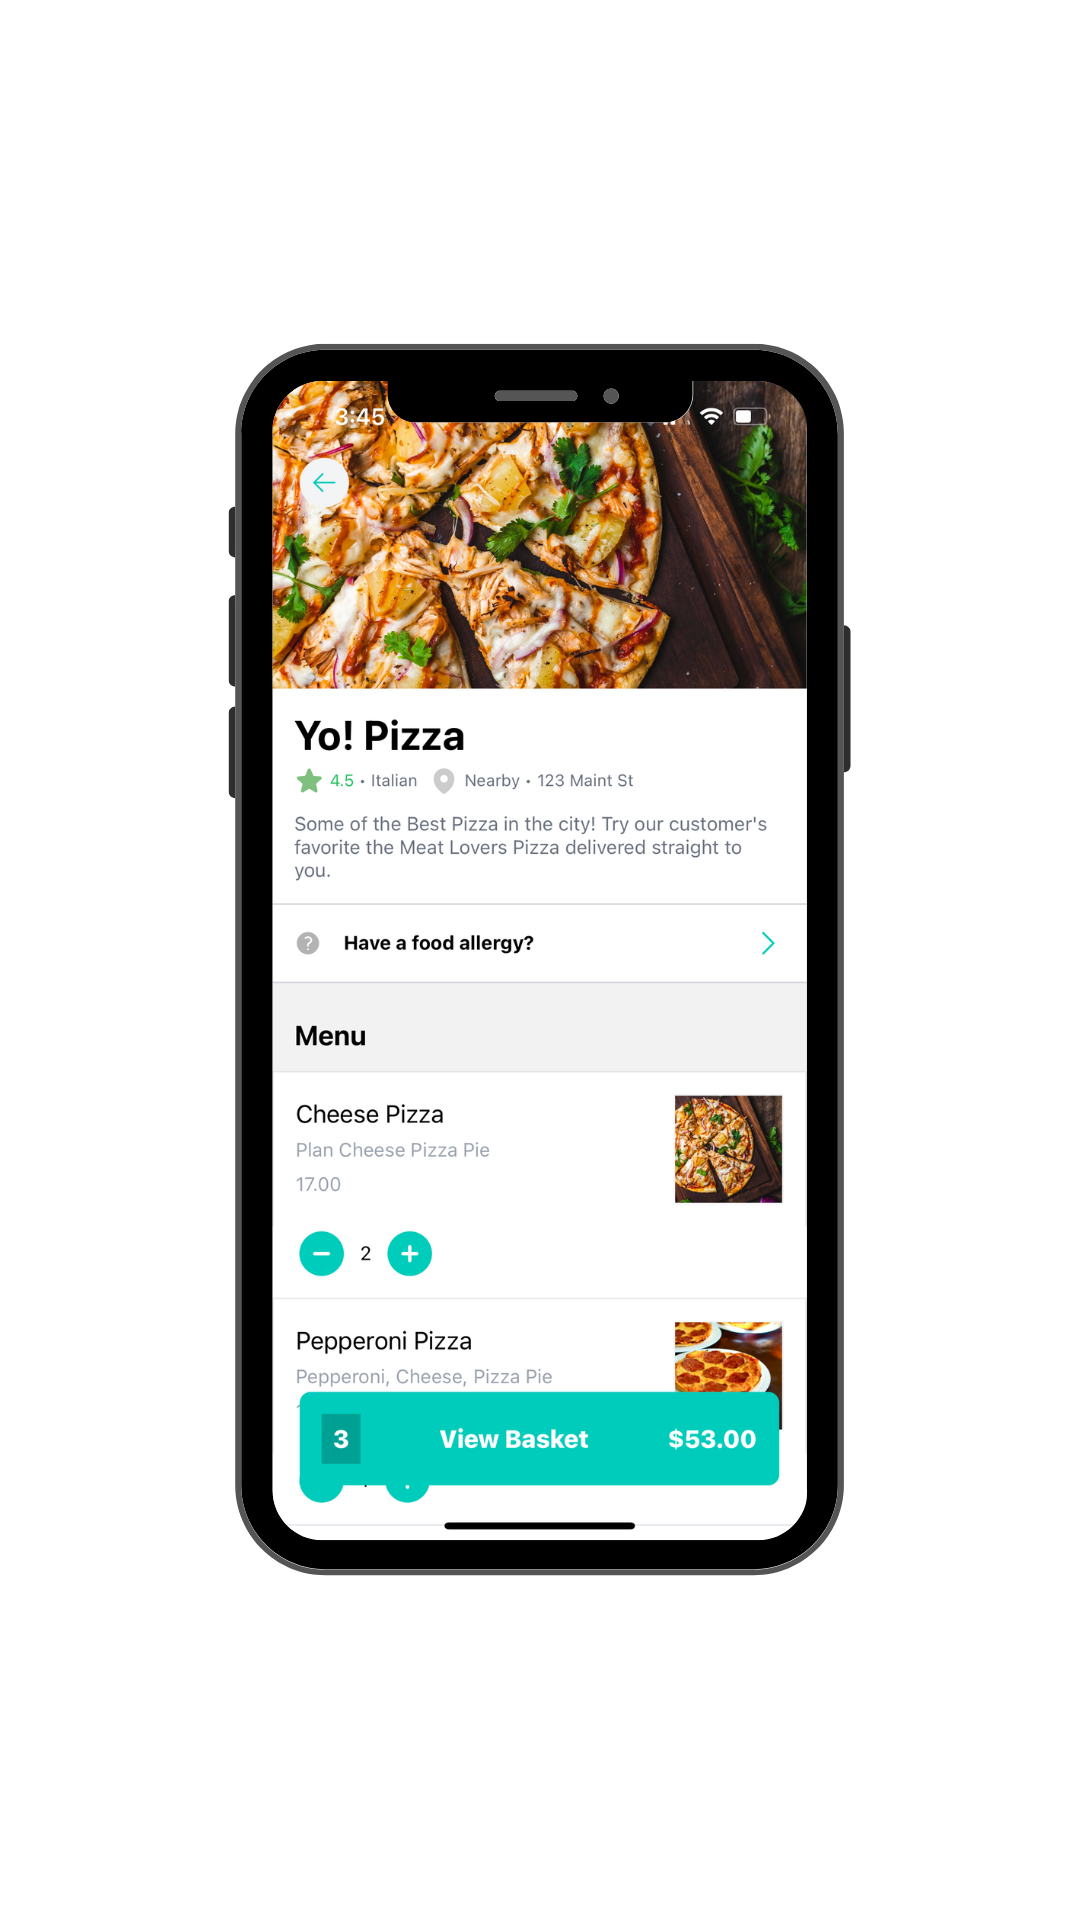 3:45
Yo! Pizza
4.5 • Italian Nearby • 123 Maint St
Some of the Best Pizza in the city! Try our customer's
favorite the Meat Lovers Pizza delivered straight to
you.
? Have a food allergy?
Menu
Cheese Pizza
Plan Cheese Pizza Pie
17.00
2
Pepperoni Pizza
Pepperoni, Cheese, Pizza Pie
3 View Basket $53.00